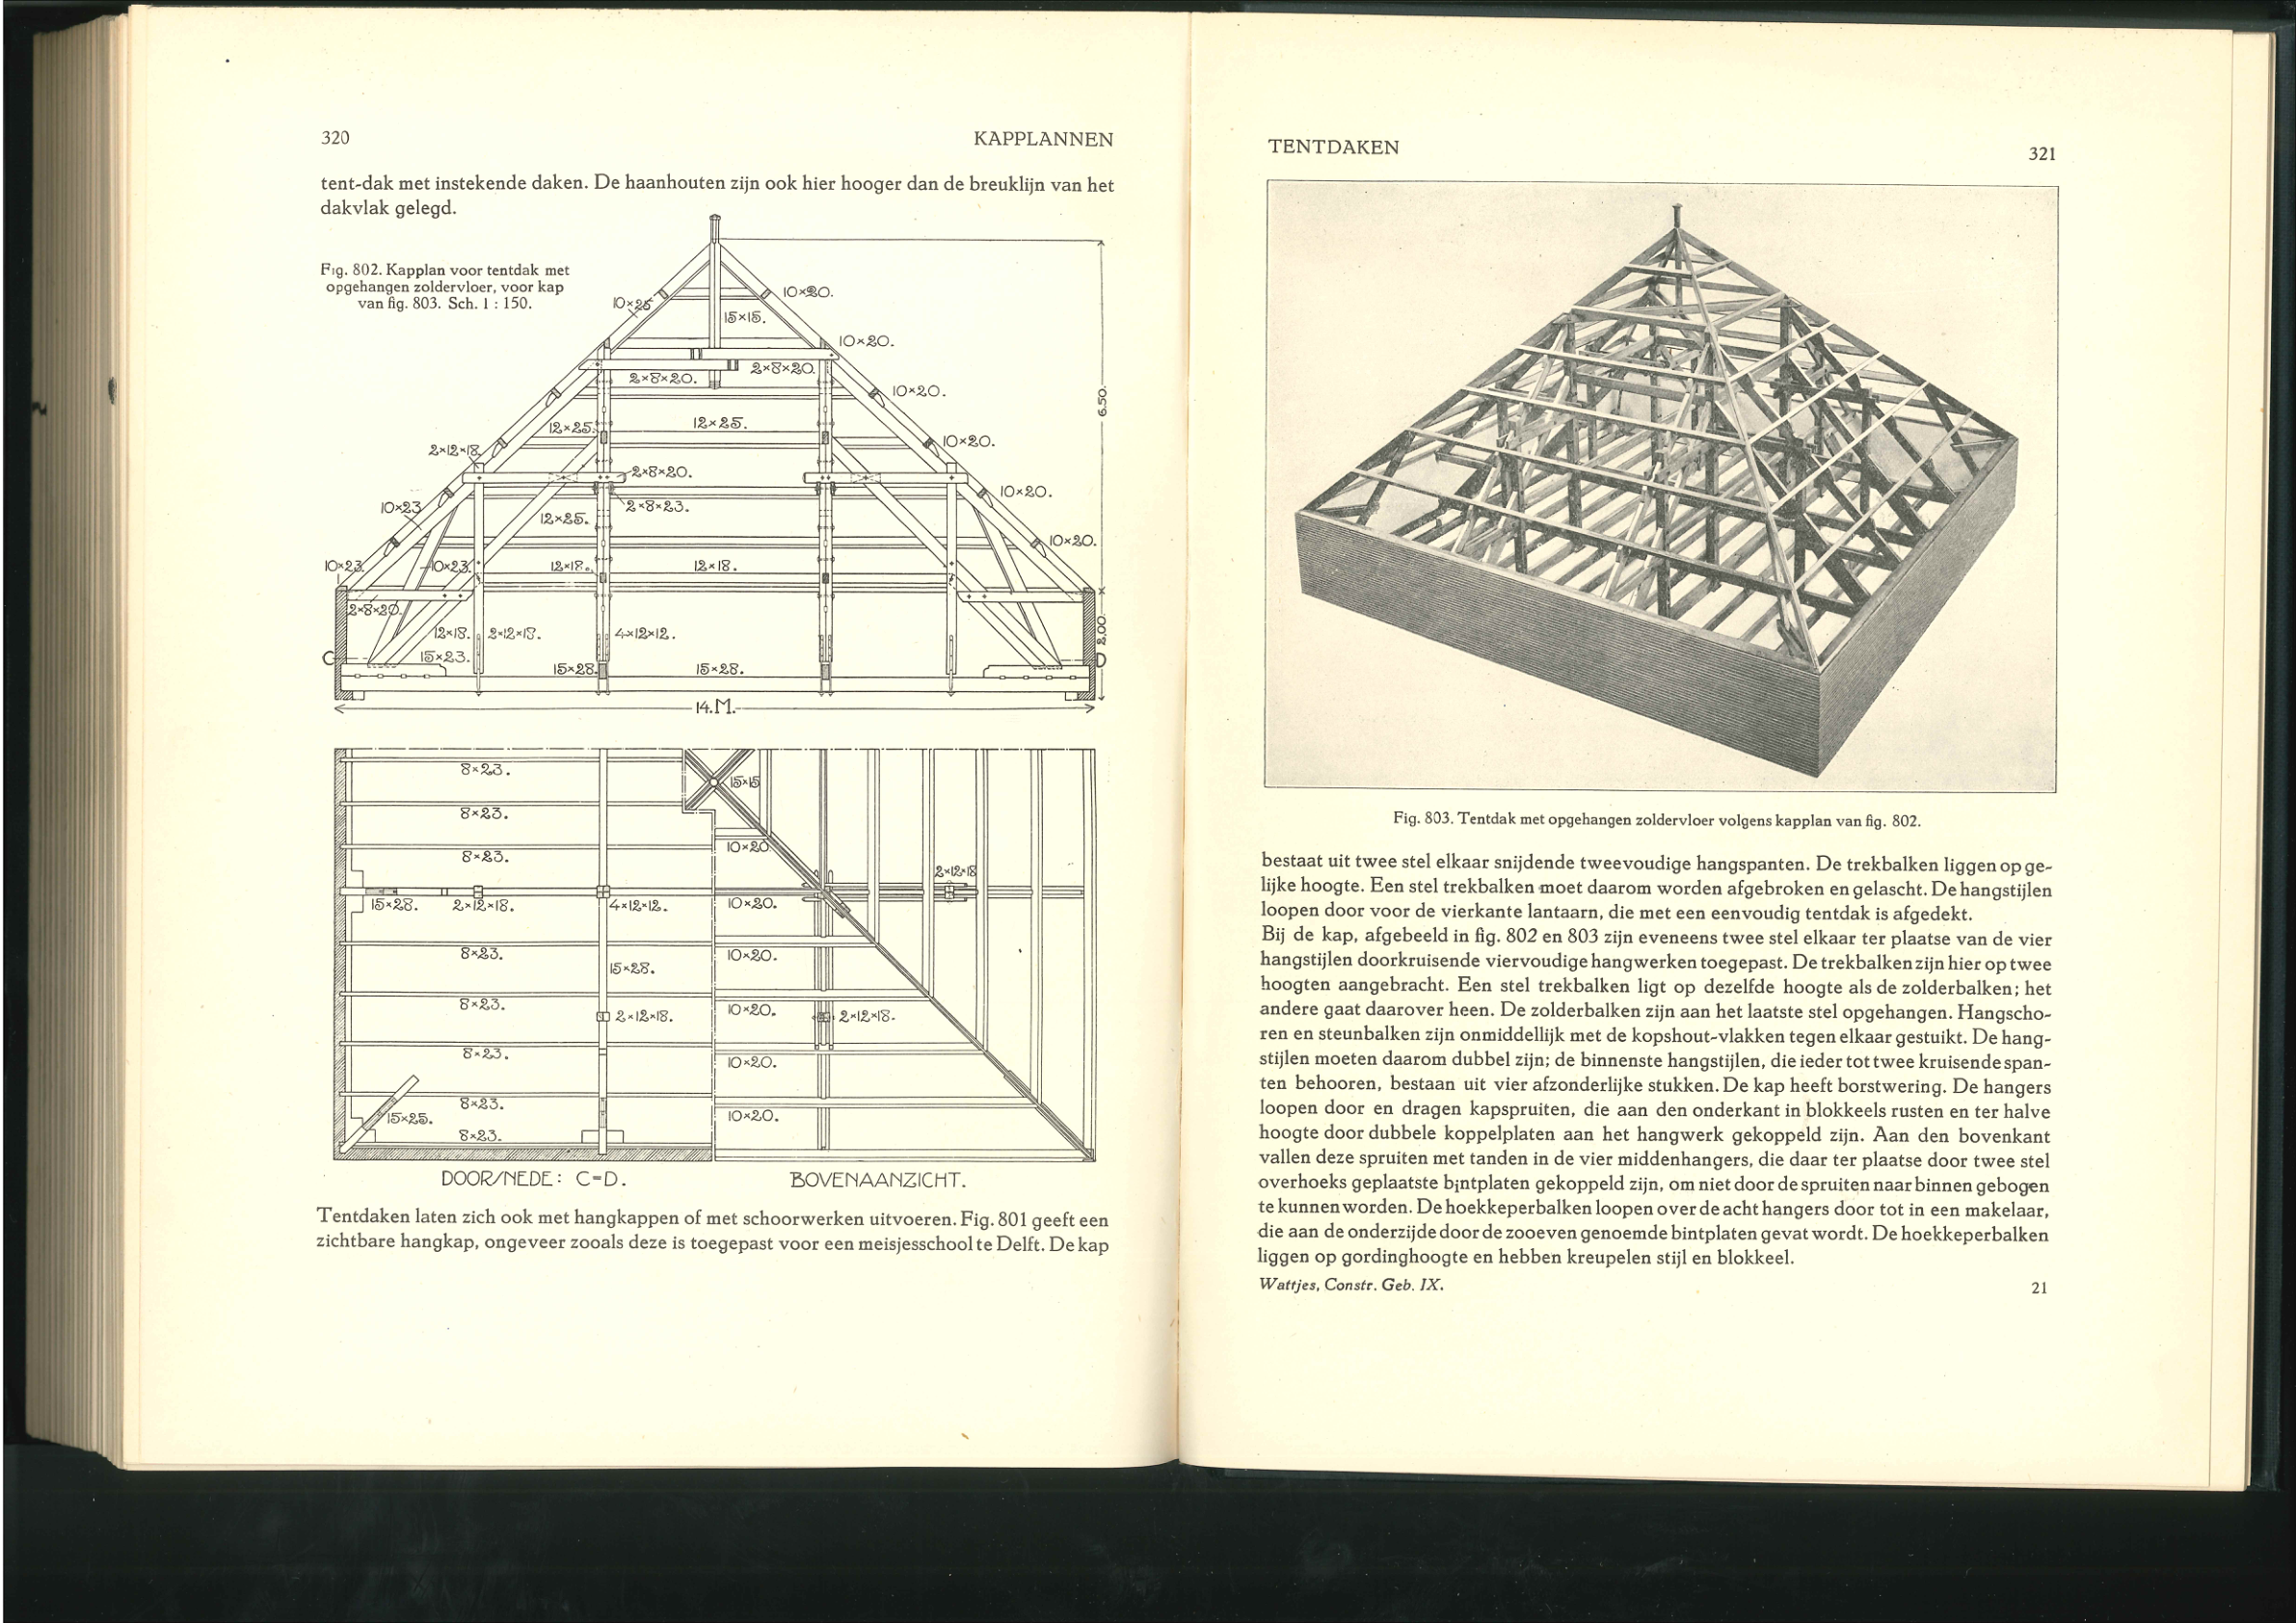 320
KAPPLANNEN
tent-dak met instekende daken. De haanhouten zijn ook hier hooger dan de breuklijn van het
dakvlak gelegd.
Fig. 802. Kapplan voor tentdak met
opgehangen zoldervloer, voor kap
van fig. 803. Sch. 1 : 150.
10×25
10×20.
15×15.
10×20.
2×8×20.
2×8×20.
10×20.
6.50.
12×25.
12×25.
10×20.
2×12×18.
2×8×20.
10×20.
10×23
2×8×23.
12×25.
10×20.
10×23.
10×23.
12×18.
12×18.
2×8×20.
12×18.
2×12×18.
4×12×12.
2,00.
C
15×23.
15×28.
15×28.
D
14.M.
8×23.
15×15
8×23.
10×20.
8×23.
2×12×18
15×28.
2×12×18.
4×12×12.
10×20.
8×23.
15×28.
10×20.
8×23.
2×12×18.
10×20.
2×12×18.
8×23.
10×20.
8×23.
15×25.
10×20.
8×23.
DOORSNEDE: C-D.
BOVENAANZICHT.
Tentdaken laten zich ook met hangkappen of met schoorwerken uitvoeren. Fig. 801 geeft een
zichtbare hangkap, ongeveer zooals deze is toegepast voor een meisjesschool te Delft. De kap
TENTDAKEN
321
Fig. 803. Tentdak met opgehangen zoldervloer volgens kapplan van fig. 802.
bestaat uit twee stel elkaar snijdende tweevoudige hangspanten. De trekbalken liggen op ge-
lijke hoogte. Een stel trekbalken moet daarom worden afgebroken en gelascht. De hangstijlen
loopen door voor de vierkante lantaarn, die met een eenvoudig tentdak is afgedekt.
Bij de kap, afgebeeld in fig. 802 en 803 zijn eveneens twee stel elkaar ter plaatse van de vier
hangstijlen doorkruisende viervoudige hangwerken toegepast. De trekbalken zijn hier op twee
hoogten aangebracht. Een stel trekbalken ligt op dezelfde hoogte als de zolderbalken; het
andere gaat daarover heen. De zolderbalken zijn aan het laatste stel opgehangen. Hangscho-
ren en steunbalken zijn onmiddellijk met de kopshout-vlakken tegen elkaar gestuikt. De hang-
stijlen moeten daarom dubbel zijn; de binnenste hangstijlen, die ieder tot twee kruisende span-
ten behooren, bestaan uit vier afzonderlijke stukken. De kap heeft borstwering. De hangers
loopen door en dragen kapspruiten, die aan den onderkant in blokkeels rusten en ter halve
hoogte door dubbele koppelplaten aan het hangwerk gekoppeld zijn. Aan den bovenkant
vallen deze spruiten met tanden in de vier middenhangers, die daar ter plaatse door twee stel
overhoeks geplaatste bintplaten gekoppeld zijn, om niet door de spruiten naar binnen gebogen
te kunnen worden. De hoekkeperbalken loopen over de acht hangers door tot in een makelaar,
die aan de onderzijde door de zooeven genoemde bintplaten gevat wordt. De hoekkeperbalken
liggen op gordinghoogte en hebben kreupelen stijl en blokkeel.
Wattjes, Constr. Geb. IX.
21